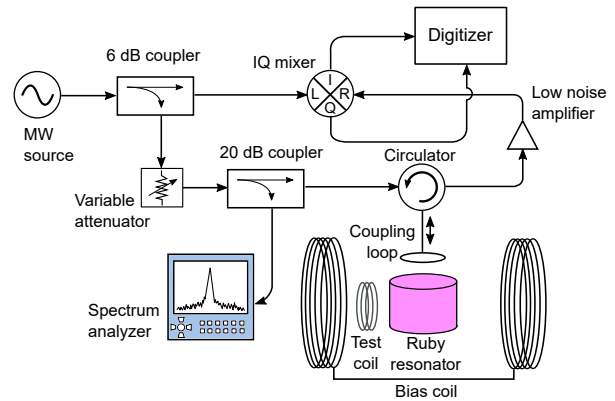 Digitizer
6 dB coupler
IQ mixer
I
L
R
Q
Low noise
amplifier
MW
source
20 dB coupler
Circulator
Variable
attenuator
Coupling
loop
Spectrum
analyzer
Test
coil
Ruby
resonator
Bias coil